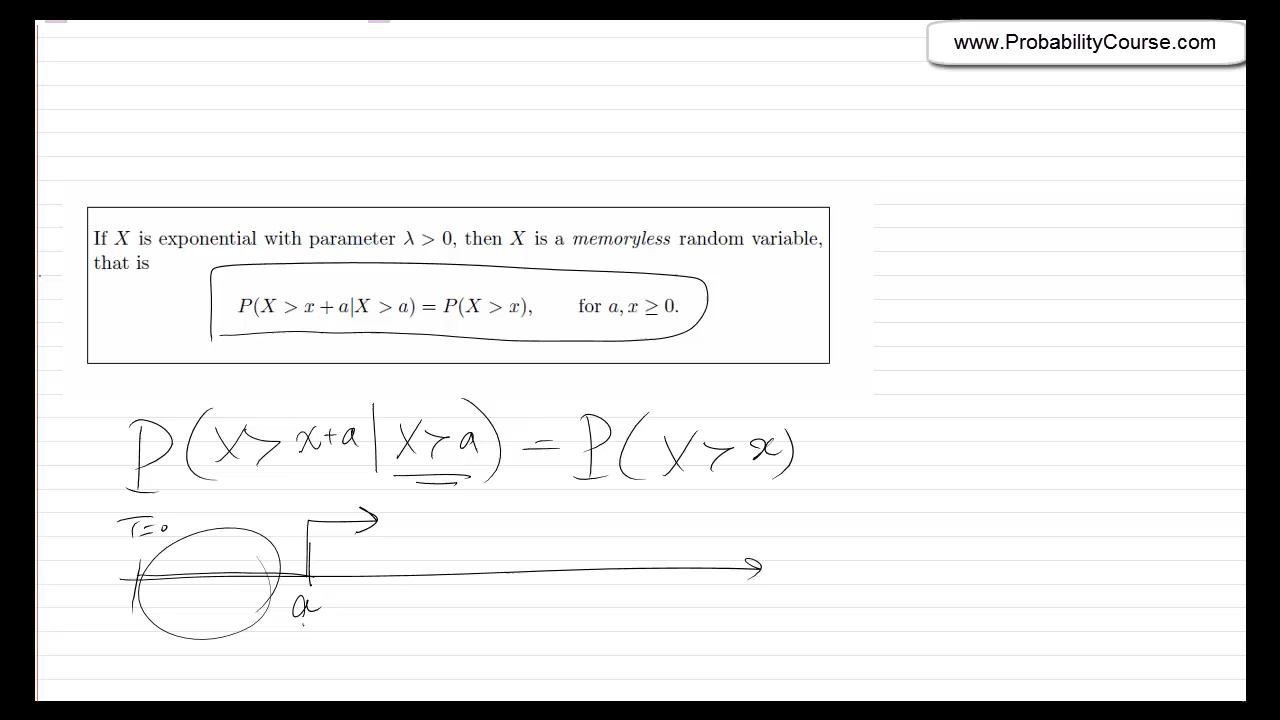 www.ProbabilityCourse.com
If X is exponential with parameter λ > 0, then X is a memoryless random variable,
that is
P(X > x + a|X > a) = P(X > x), for a, x ≥ 0.
P(X > x+a | X > a) = P(X > x)
T=0
a